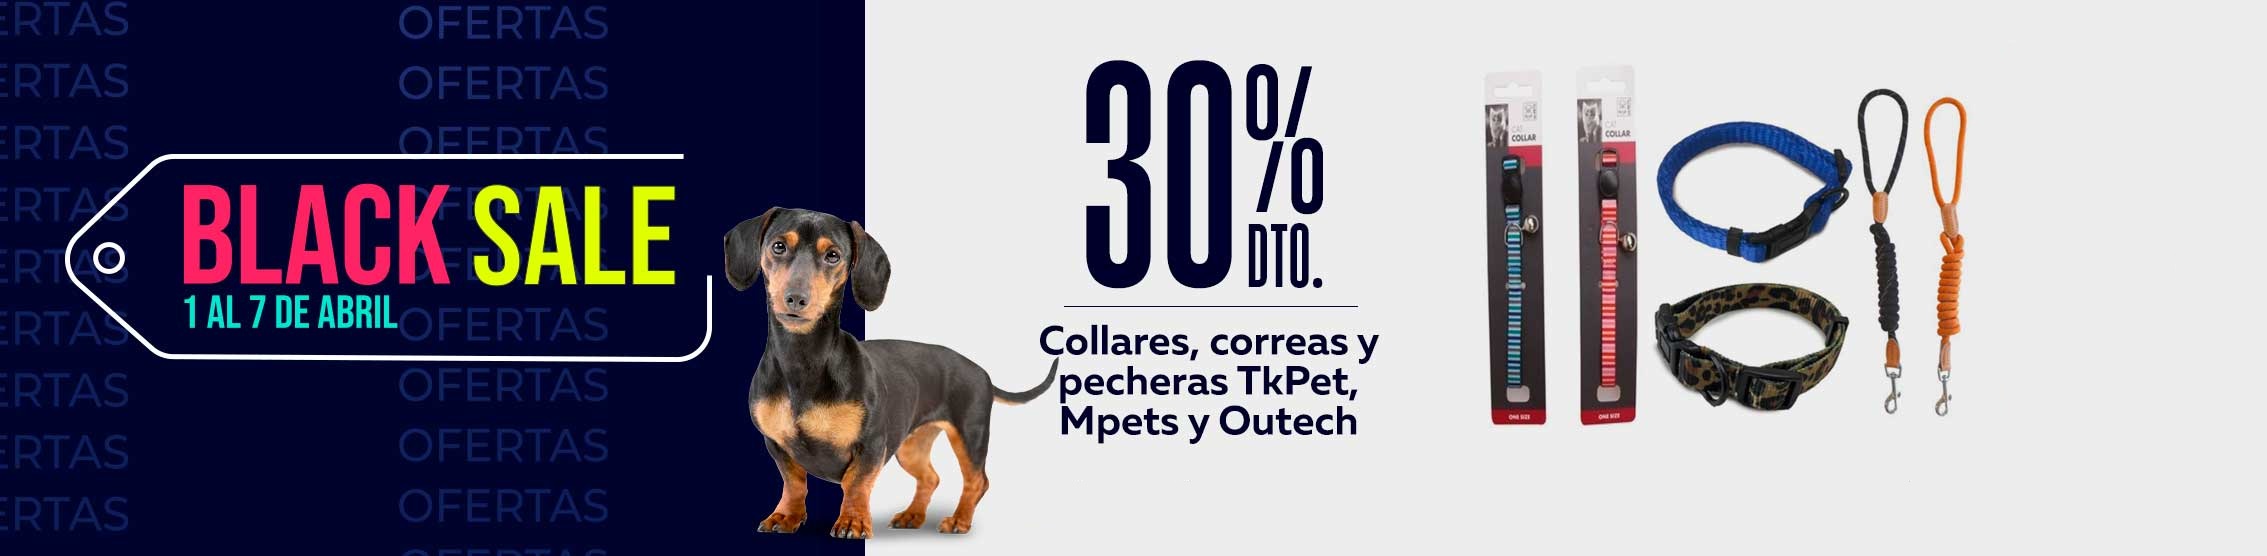 ERTAS
OFERTAS
ERTAS
OFERTAS
ERTAS
OFERTAS
ERTAS
OFERTAS
ERTAS
OFERTAS
ERTAS
OFERTAS
ERTAS
OFERTAS
ERTAS
OFERTAS
ERTAS
OFERTAS
OFERTAS
BLACK SALE
1 AL 7 DE ABRIL
30%
%
DTO.
Collares, correas y
pecheras TkPet,
Mpets y Outech
CAT
COLLAR
ONE SIZE
CAT
COLLAR
ONE SIZE